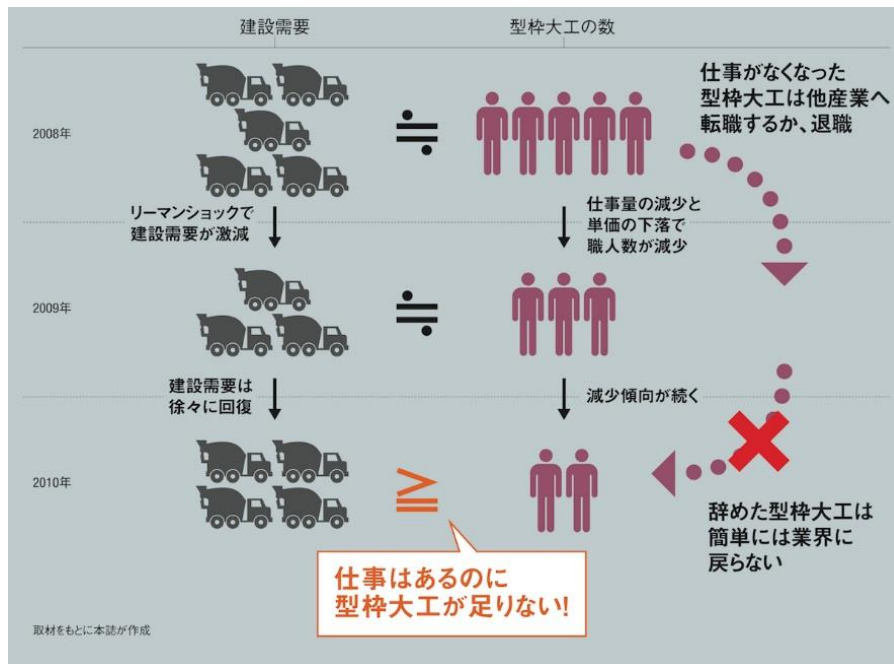 建設需要
型枠大工の数
2008年
≒
仕事がなくなった
型枠大工は他産業へ
転職するか、退職
リーマンショックで
建設需要が激減
仕事量の減少と
単価の下落で
職人数が減少
2009年
≒
建設需要は
徐々に回復
減少傾向が続く
2010年
≧
辞めた型枠大工は
簡単には業界に
戻らない
仕事はあるのに
型枠大工が足りない!
取材をもとに本誌が作成